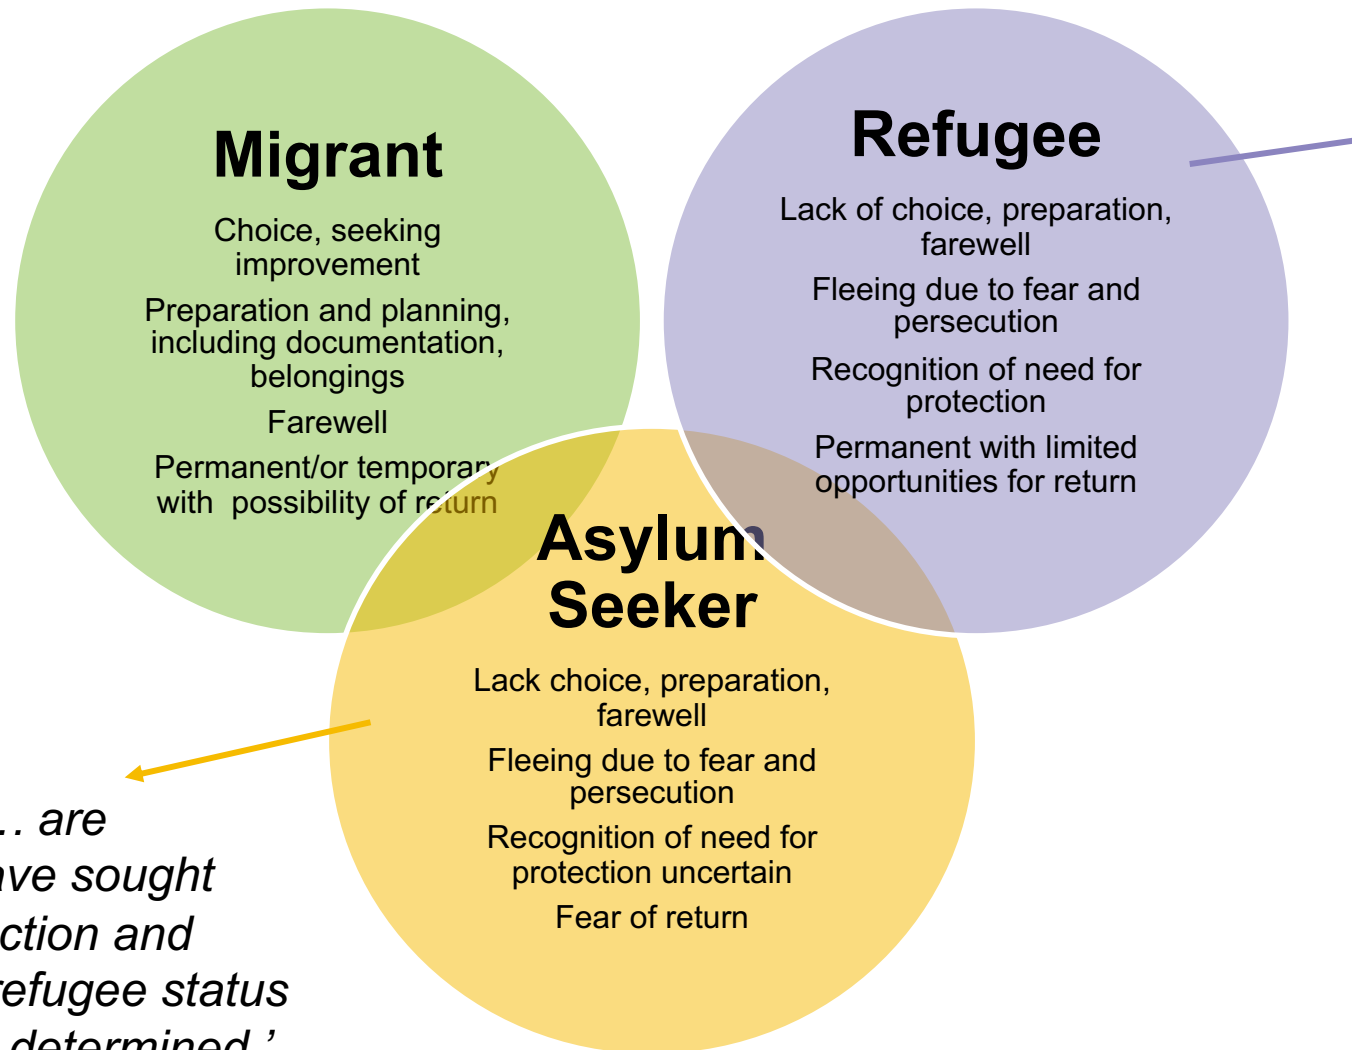 Migrant
Choice, seeking
improvement
Preparation and planning,
including documentation,
belongings
Farewell
Permanent/or temporary
with  possibility of return
Refugee
Lack of choice, preparation,
farewell
Fleeing due to fear and
persecution
Recognition of need for
protection
Permanent with limited
opportunities for return
Asylum
Seeker
Lack choice, preparation,
farewell
Fleeing due to fear and
persecution
Recognition of need for
protection uncertain
Fear of return
… are
sought
and
refugee status
determined.’